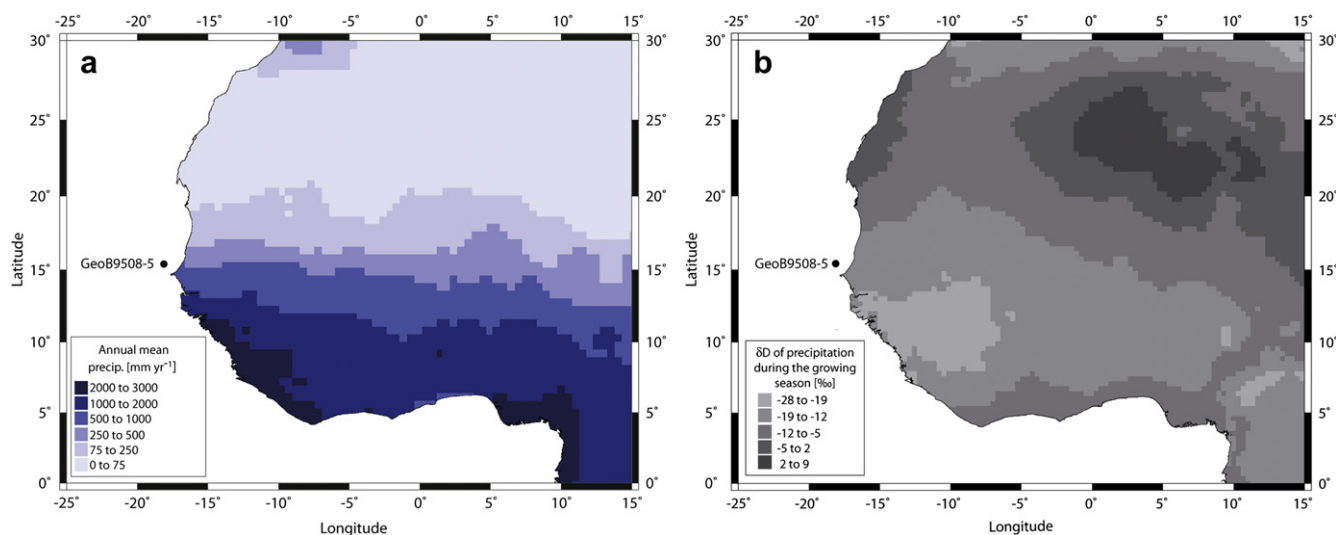 -25° -20° -15° -10° -5° 0° 5° 10° 15°
30° 30°
a
25° 25°
20° 20°
Latitude
15° 15°
GeoB9508-5
10° 10°
5° 5°
0° 0°
Annual mean
precip. [mm yr⁻¹]
2000 to 3000
1000 to 2000
500 to 1000
250 to 500
75 to 250
0 to 75
-25° -20° -15° -10° -5° 0° 5° 10° 15°
Longitude
-25° -20° -15° -10° -5° 0° 5° 10° 15°
30° 30°
b
25° 25°
20° 20°
Latitude
15° 15°
GeoB9508-5
10° 10°
5° 5°
0° 0°
δD of precipitation
during the growing
season [‰]
-28 to -19
-19 to -12
-12 to -5
-5 to 2
2 to 9
-25° -20° -15° -10° -5° 0° 5° 10° 15°
Longitude